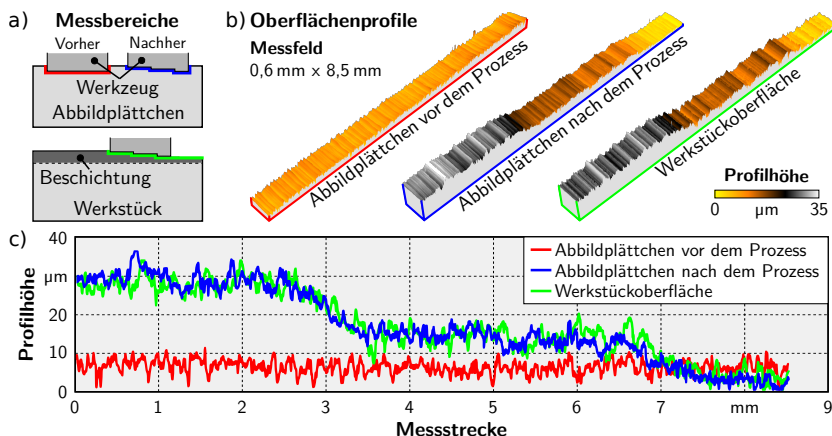 a) Messbereiche
Vorher
Nachher
Werkzeug
Abbildplättchen
Beschichtung
Werkstück
b) Oberflächenprofile
Messfeld
0,6 mm × 8,5 mm
Abbildplättchen vor dem Prozess
Abbildplättchen nach dem Prozess
Werkstückoberfläche
Profilhöhe
0 µm 35
c)
Profilhöhe
40
µm
20
10
0
Abbildplättchen vor dem Prozess
Abbildplättchen nach dem Prozess
Werkstückoberfläche
0 1 2 3 4 5 6 7 mm 9
Messstrecke